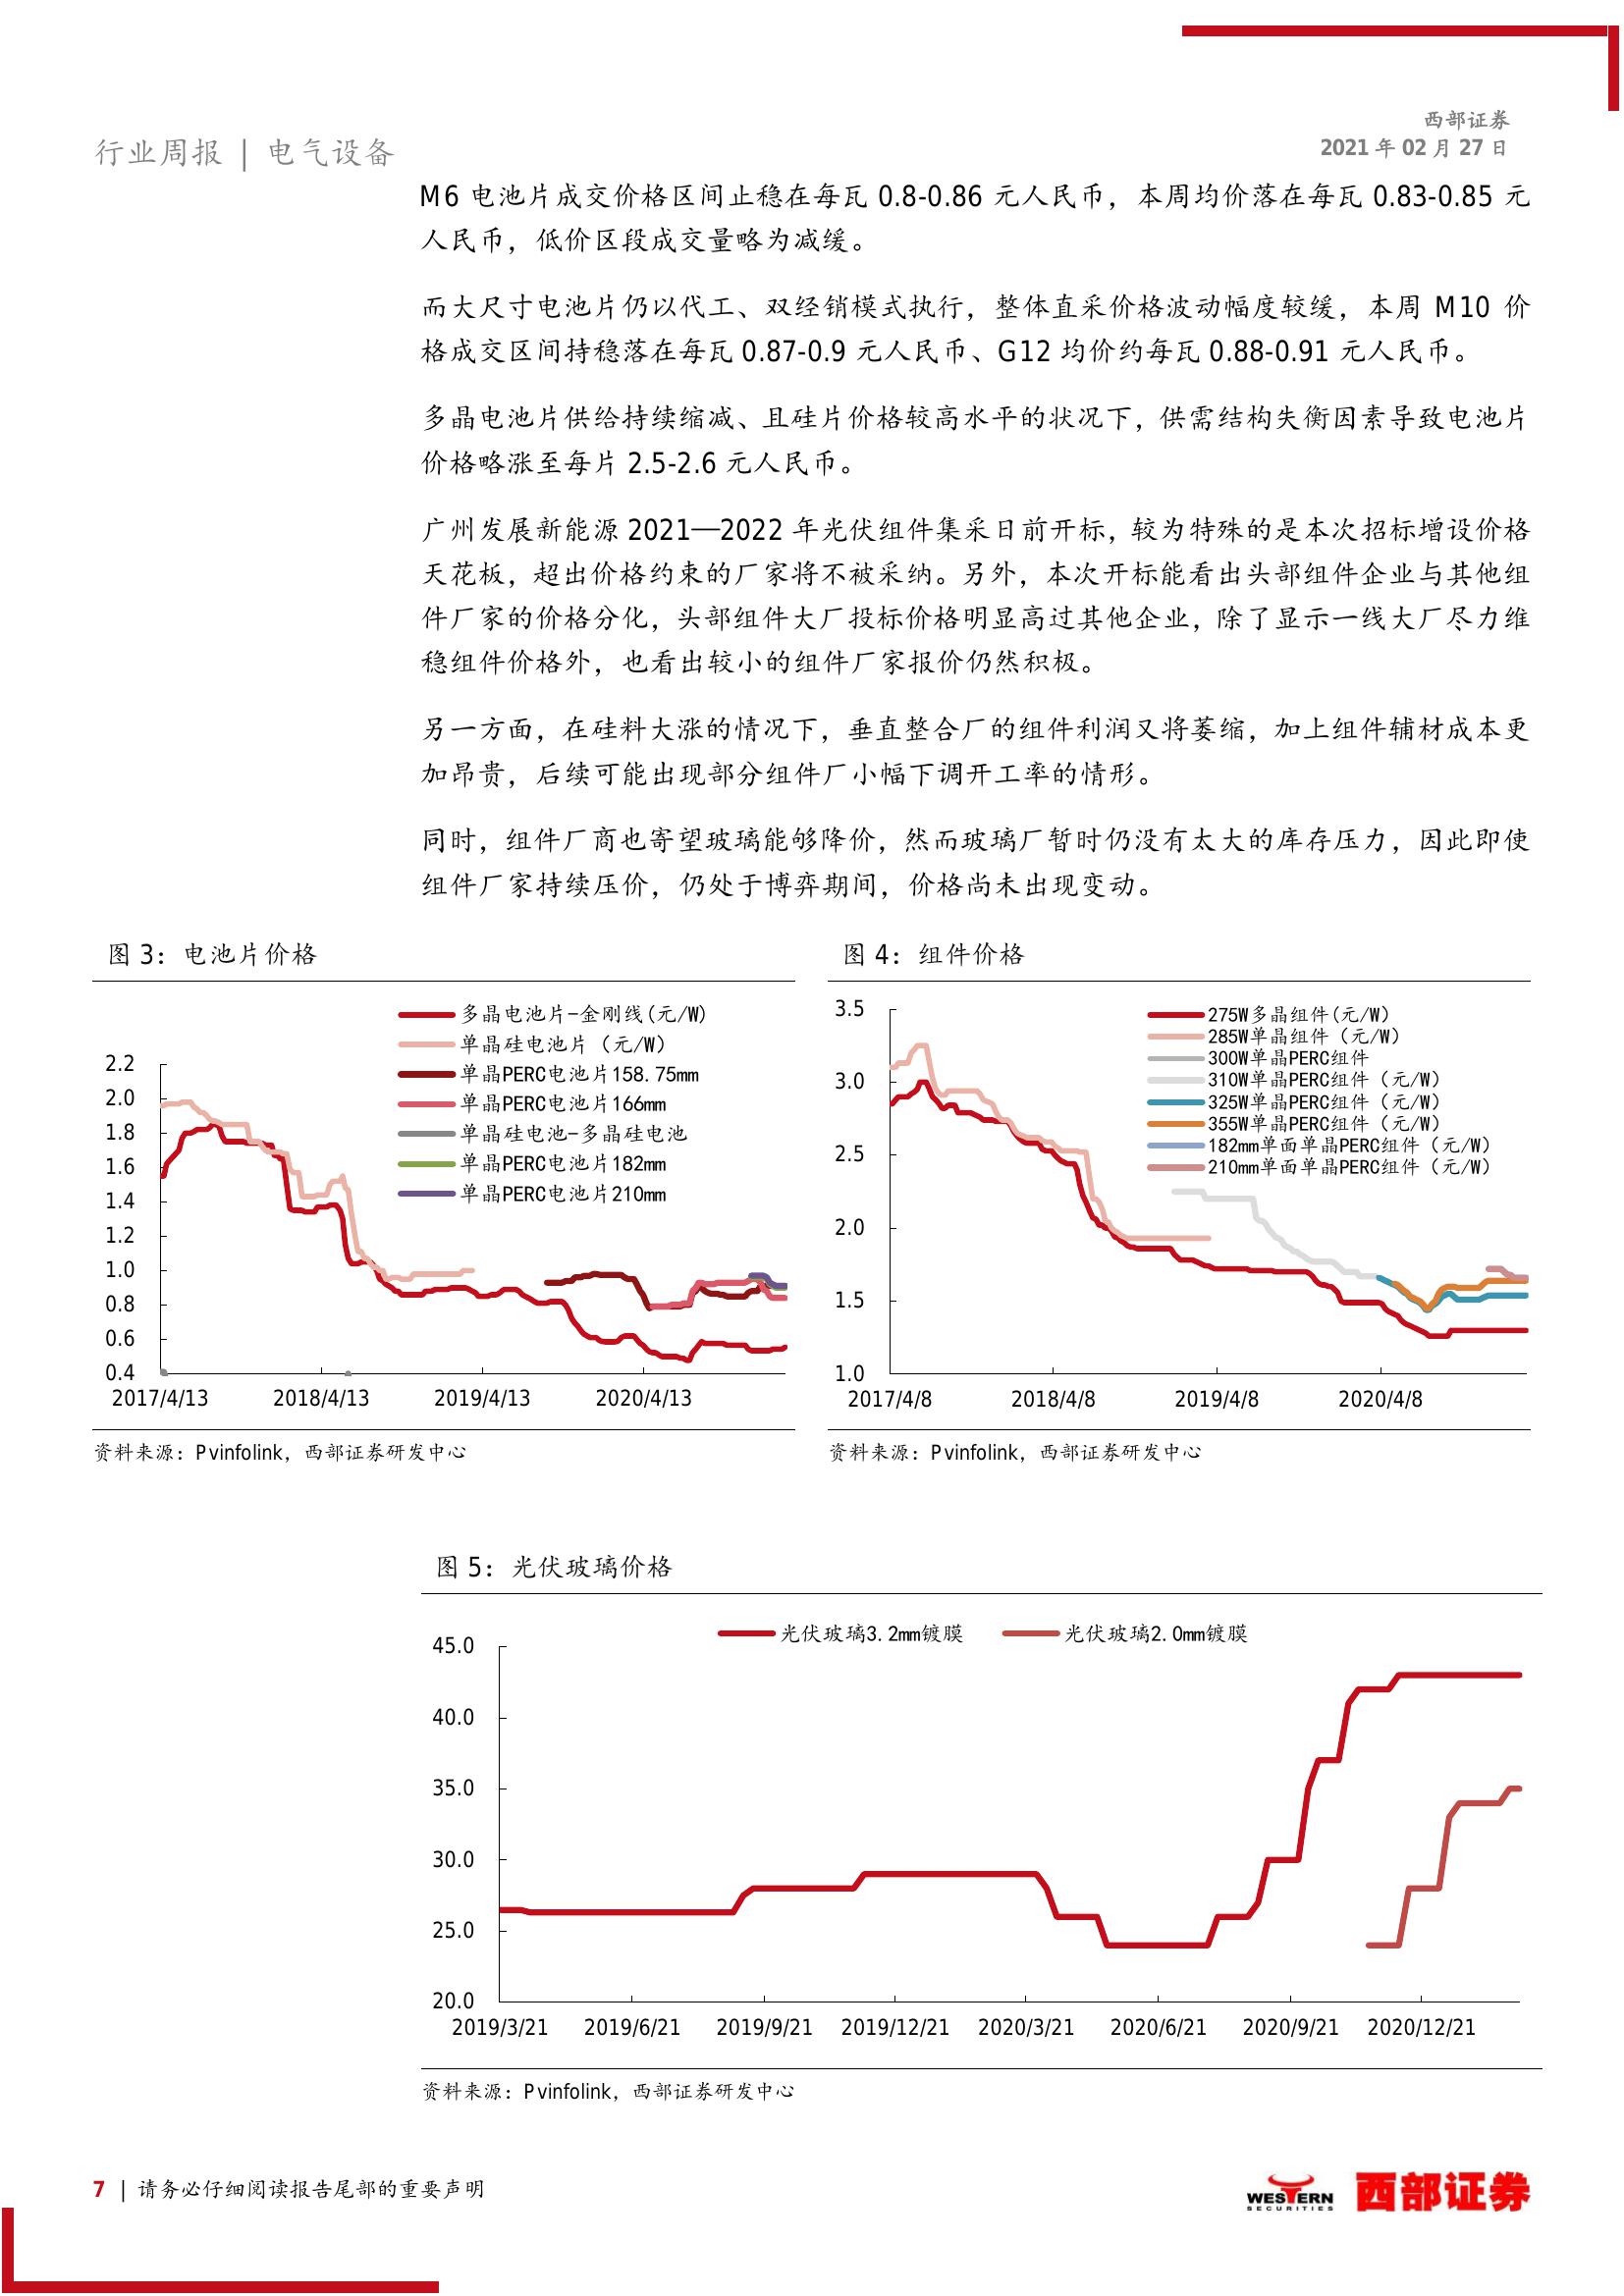 西部证券
2021 年 02 月 27 日
行业周报 | 电气设备
M6 电池片成交价格区间止稳在每瓦 0.8-0.86 元人民币，本周均价落在每瓦 0.83-0.85 元
人民币，低价区段成交量略为减缓。
而大尺寸电池片仍以代工、双经销模式执行，整体直采价格波动幅度较缓，本周 M10 价
格成交区间持稳落在每瓦 0.87-0.9 元人民币、G12 均价约每瓦 0.88-0.91 元人民币。
多晶电池片供给持续缩减、且硅片价格较高水平的状况下，供需结构失衡因素导致电池片
价格略涨至每片 2.5-2.6 元人民币。
广州发展新能源 2021—2022 年光伏组件集采日前开标，较为特殊的是本次招标增设价格
天花板，超出价格约束的厂家将不被采纳。另外，本次开标能看出头部组件企业与其他组
件厂家的价格分化，头部组件大厂投标价格明显高过其他企业，除了显示一线大厂尽力维
稳组件价格外，也看出较小的组件厂家报价仍然积极。
另一方面，在硅料大涨的情况下，垂直整合厂的组件利润又将萎缩，加上组件辅材成本更
加昂贵，后续可能出现部分组件厂小幅下调开工率的情形。
同时，组件厂商也寄望玻璃能够降价，然而玻璃厂暂时仍没有太大的库存压力，因此即使
组件厂家持续压价，仍处于博弈期间，价格尚未出现变动。
图 3：电池片价格
多晶电池片-金刚线(元/W)
单晶硅电池片（元/W）
单晶PERC电池片158.75mm
单晶PERC电池片166mm
单晶硅电池-多晶硅电池
单晶PERC电池片182mm
单晶PERC电池片210mm
2.2
2.0
1.8
1.6
1.4
1.2
1.0
0.8
0.6
0.4
2017/4/13 2018/4/13 2019/4/13 2020/4/13
资料来源：Pvinfolink，西部证券研发中心
图 4：组件价格
275W多晶组件(元/W)
285W单晶组件（元/W）
300W单晶PERC组件
310W单晶PERC组件（元/W）
325W单晶PERC组件（元/W）
355W单晶PERC组件（元/W）
182mm单面单晶PERC组件（元/W）
210mm单面单晶PERC组件（元/W）
3.5
3.0
2.5
2.0
1.5
1.0
2017/4/8 2018/4/8 2019/4/8 2020/4/8
资料来源：Pvinfolink，西部证券研发中心
图 5：光伏玻璃价格
光伏玻璃3.2mm镀膜 光伏玻璃2.0mm镀膜
45.0
40.0
35.0
30.0
25.0
20.0
2019/3/21 2019/6/21 2019/9/21 2019/12/21 2020/3/21 2020/6/21 2020/9/21 2020/12/21
资料来源：Pvinfolink，西部证券研发中心
7 | 请务必仔细阅读报告尾部的重要声明
WESTERN
SECURITIES
西部证券